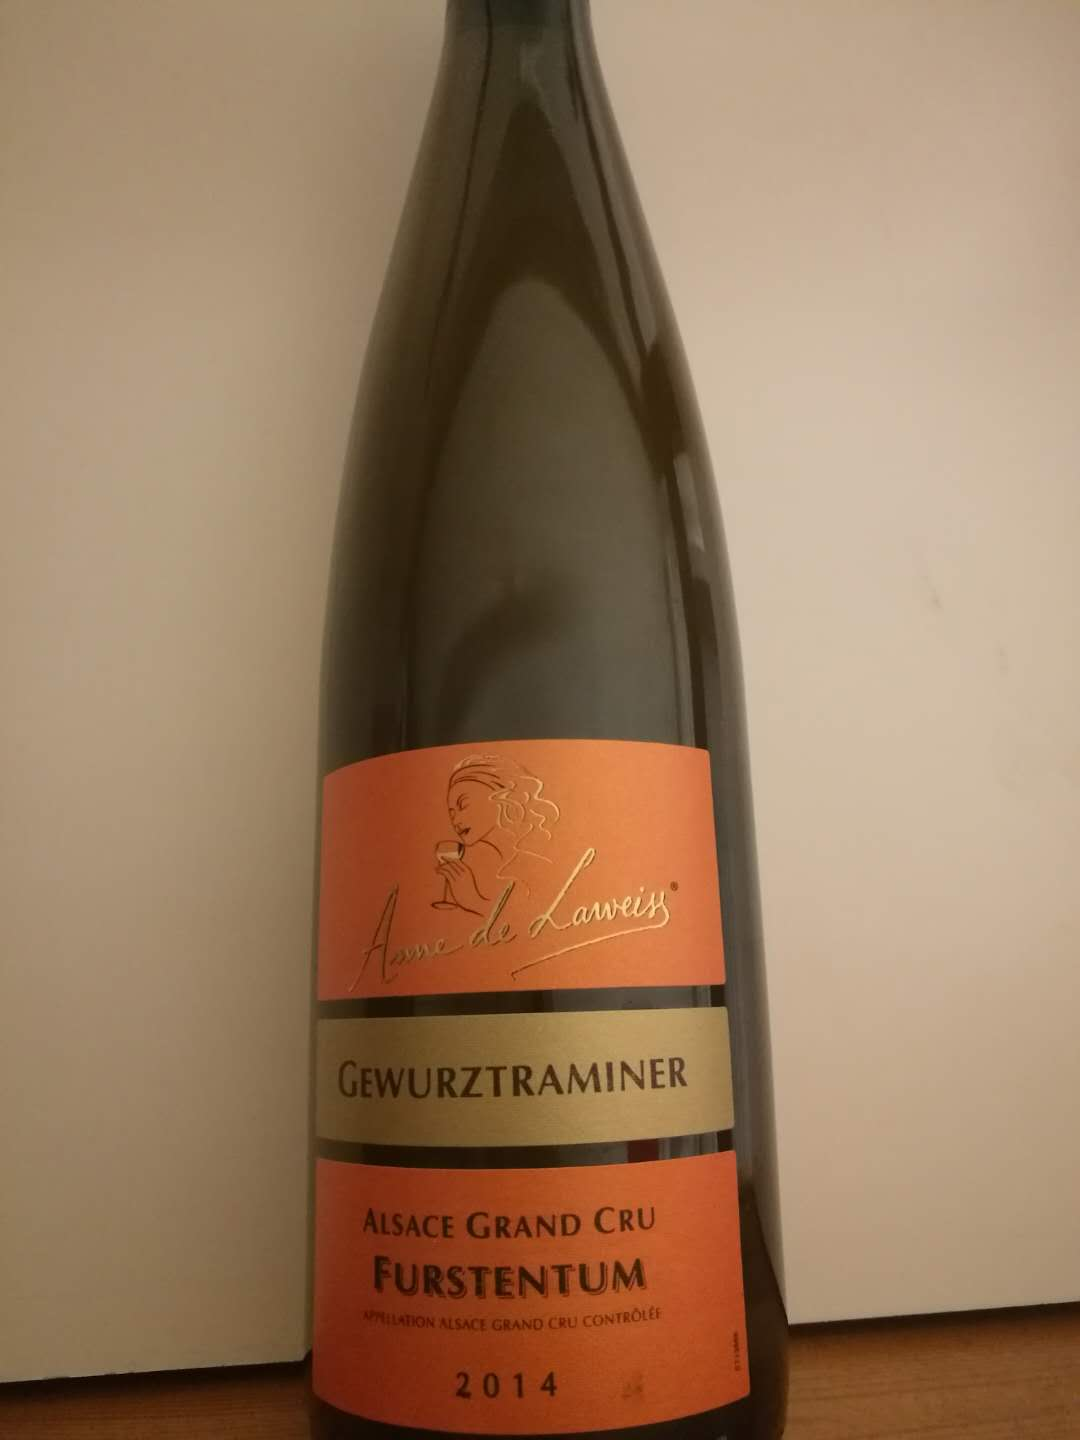 Anne de Laweiss®
GEWURZTRAMINER
ALSACE GRAND CRU
FURSTENTUM
APPELLATION ALSACE GRAND CRU CONTRÔLÉE
2014